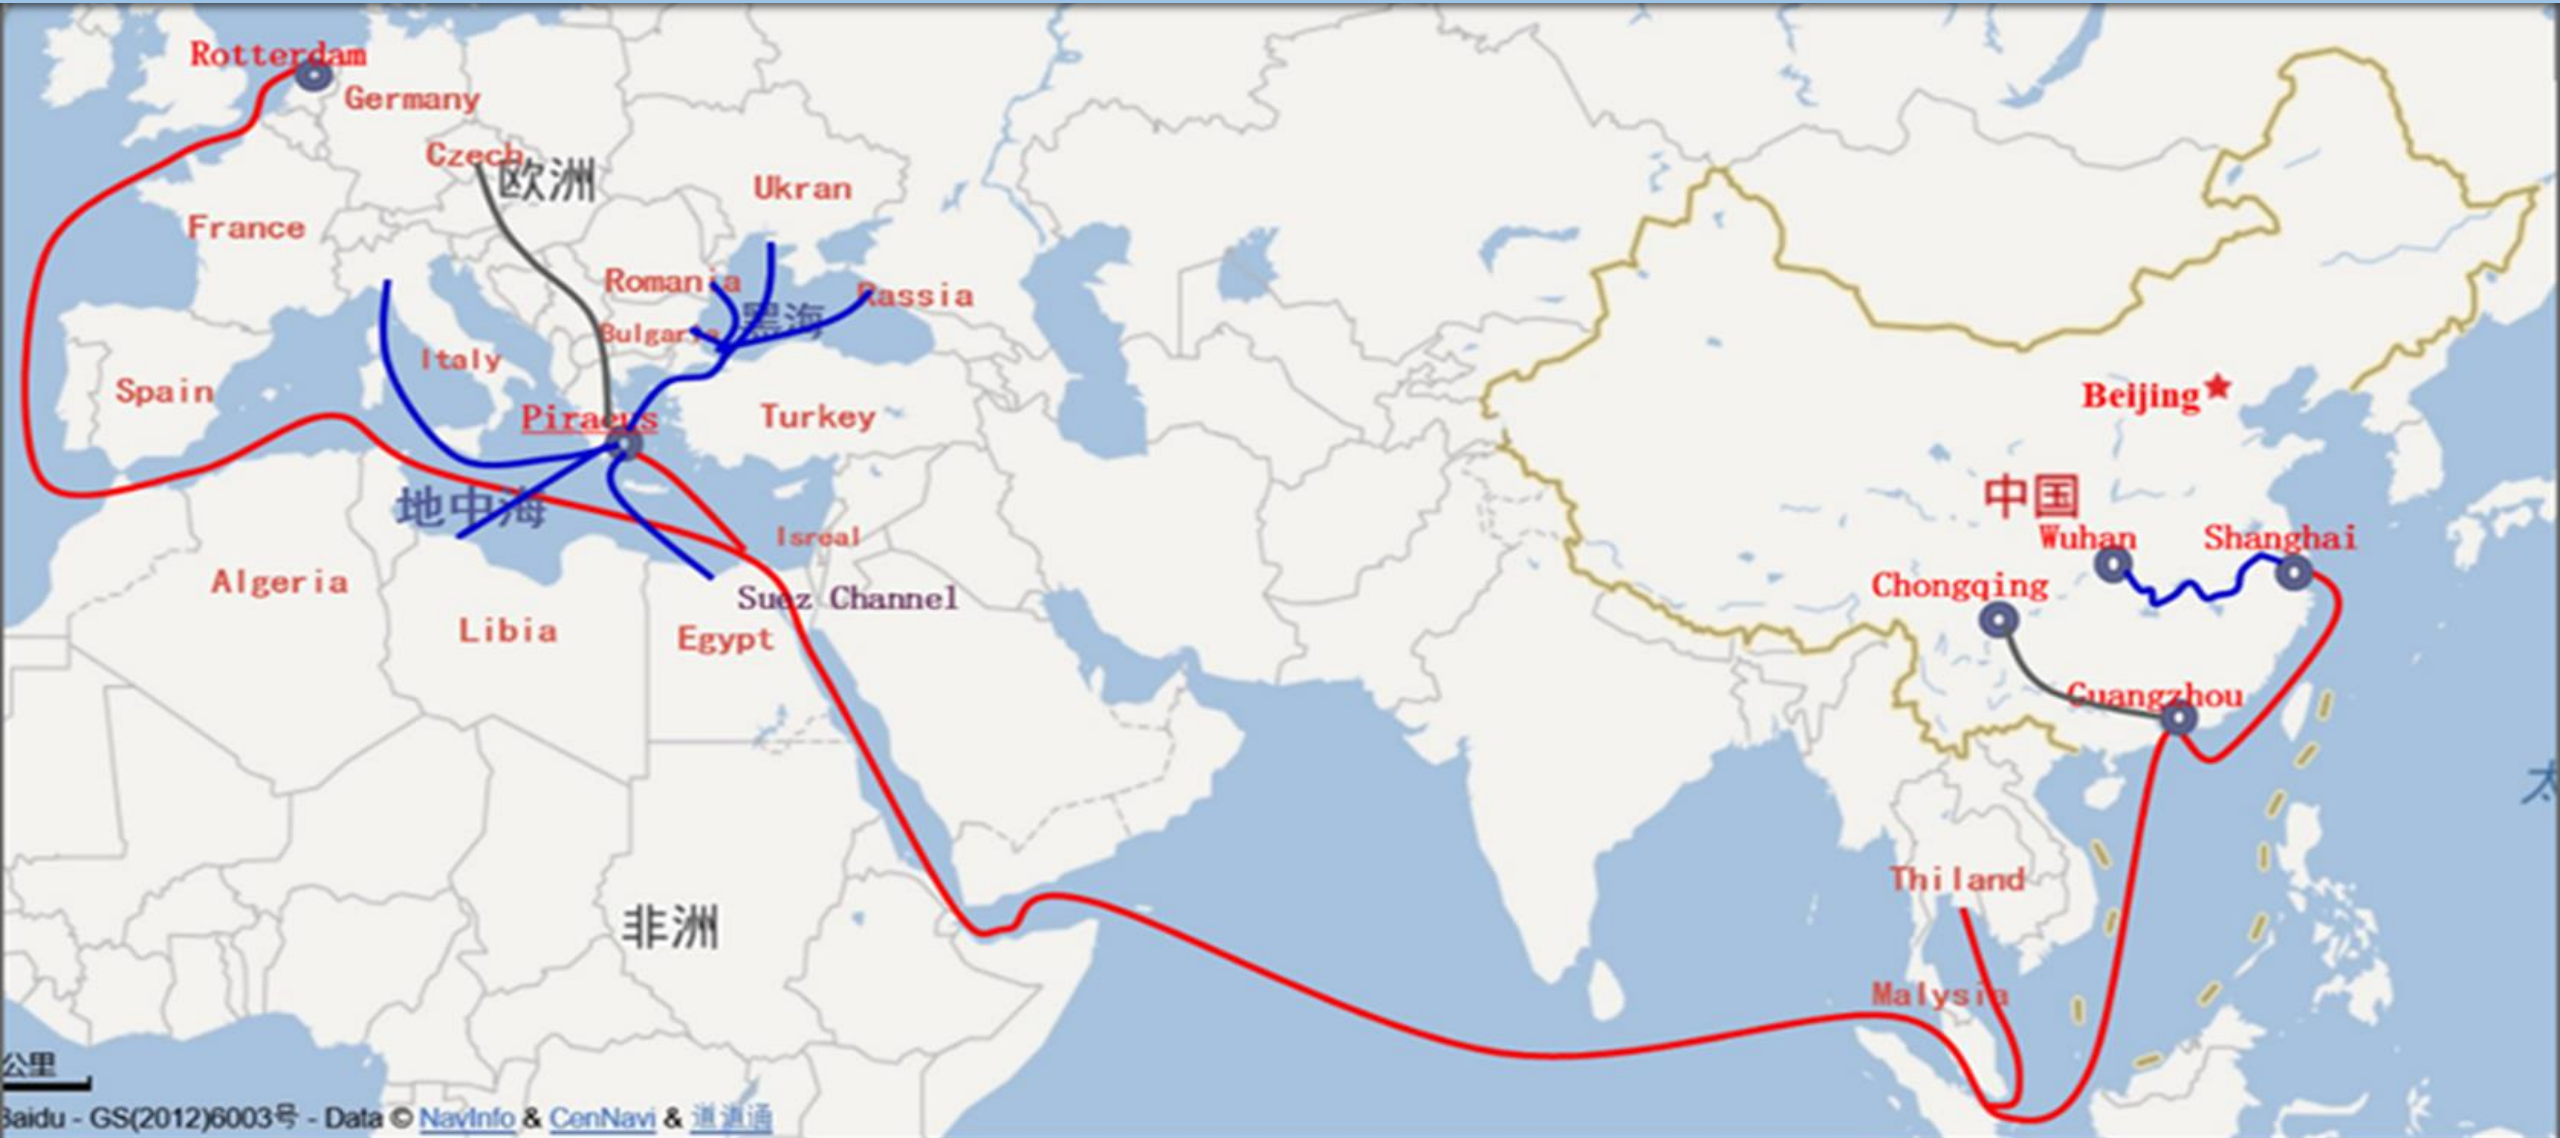 Rotterdam
Germany
Czech
欧洲
Ukran
France
Romania
Rassia
黑海
Bulgaria
Italy
Spain
Piraeus
Turkey
地中海
Isreal
Suez Channel
Algeria
Libia
Egypt
非洲
Beijing
中国
Wuhan
Shanghai
Chongqing
Guangzhou
太
Thiland
Malysia
公里
Baidu - GS(2012)6003号 - Data © NavInfo & CenNavi & 道道通